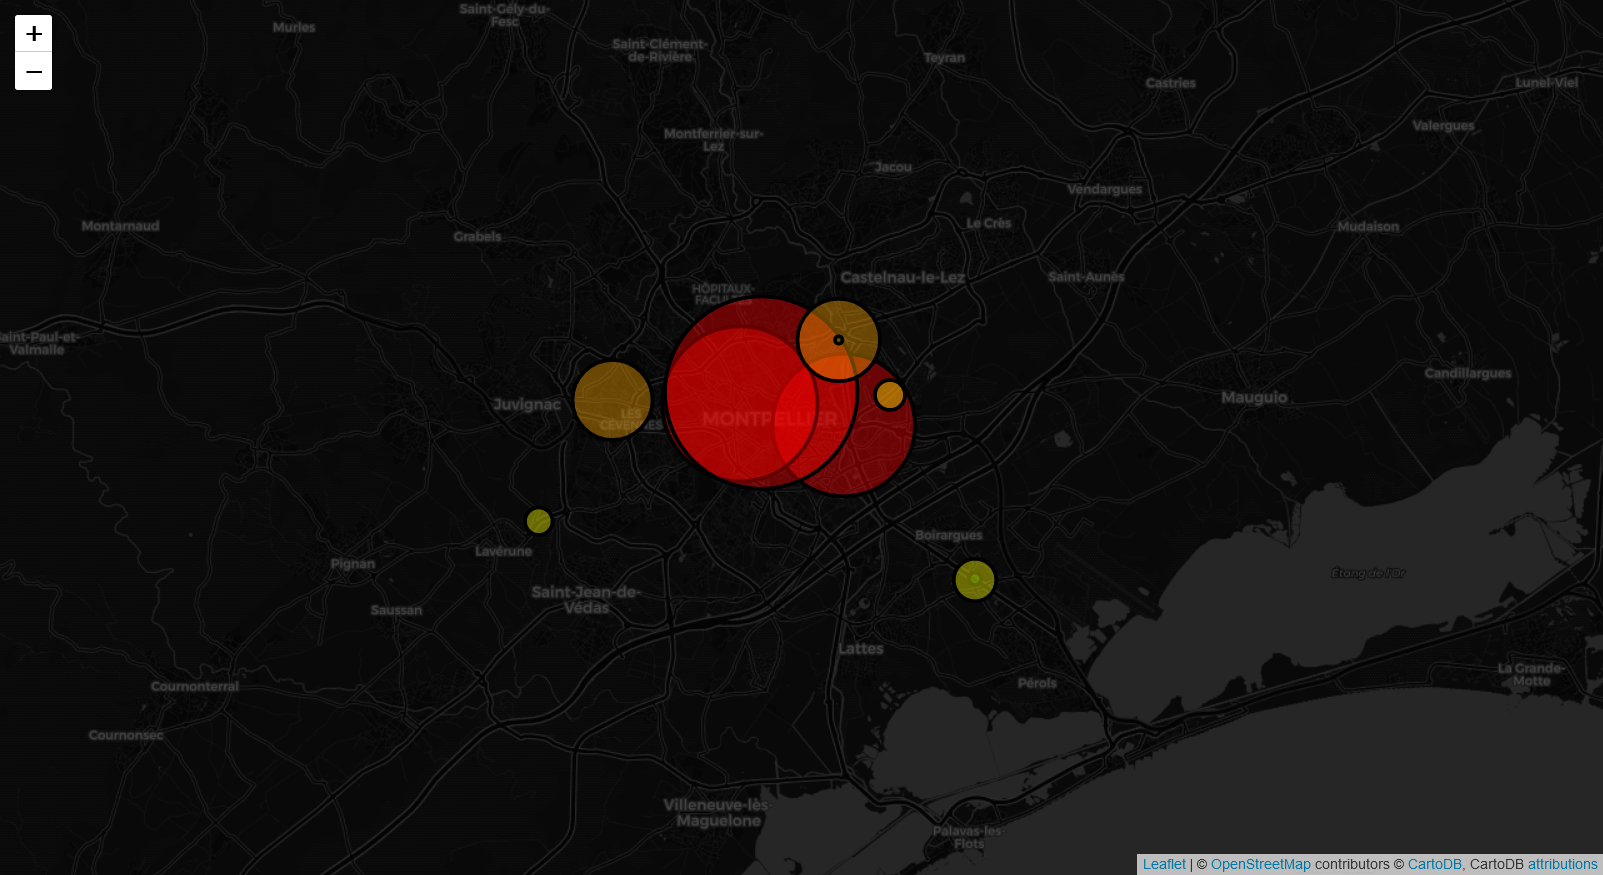 +
−
Murles
Saint-Gély-du-
Fesc
Saint-Clément-
de-Rivière
Teyran
Castries
Lunel-Viel
Valergues
Montferrier-sur-
Lez
Jacou
Vendargues
Montarnaud
Grabels
Le Crès
Mudaison
Castelnau-le-Lez
Saint-Aunès
HÔPITAUX-
FACULTÉS
aint-Paul-et-
Valmalle
Candillargues
Juvignac
LES
CÉVENNES
MONTPELLIER
Mauguio
Boirargues
Lavérune
Pignan
Étang de l'Or
Saint-Jean-de-
Védas
Saussan
Lattes
La Grande-
Motte
Cournonterral
Pérols
Cournonsec
Villeneuve-lès-
Maguelone
Palavas-les-
Flots
Leaflet | © OpenStreetMap contributors © CartoDB, CartoDB attributions